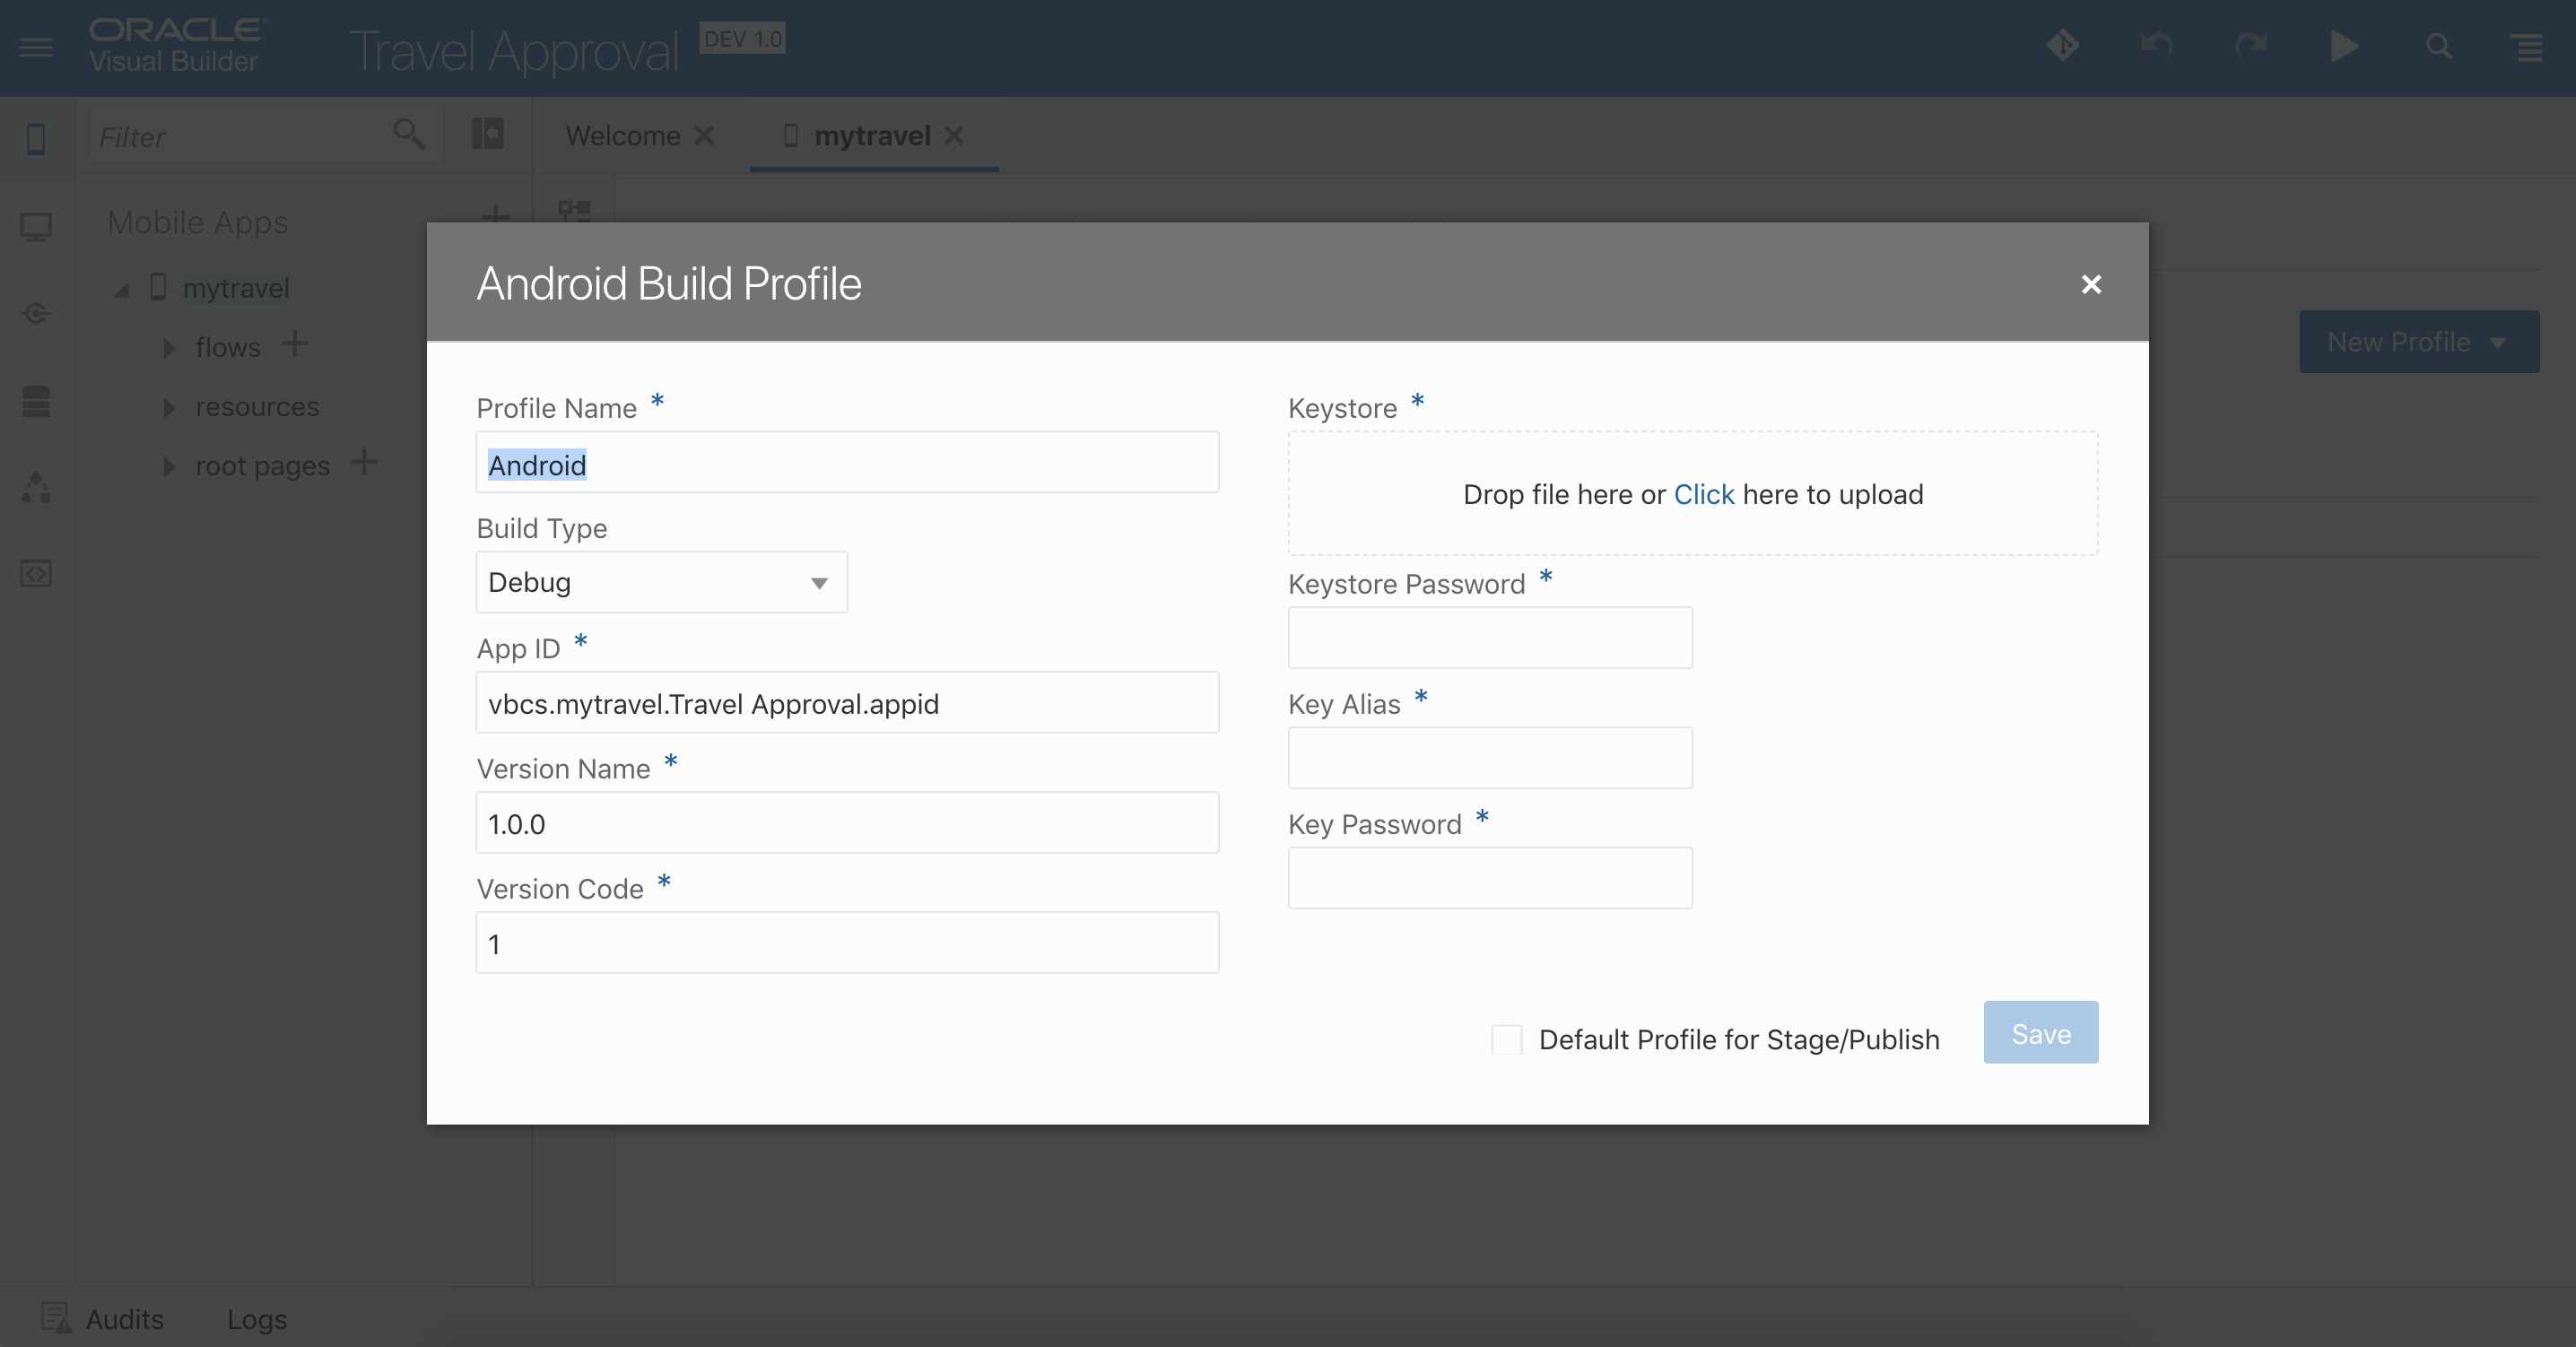 ORACLE
Visual Builder
Travel Approval
DEV 1.0
Filter
Welcome
mytravel
Mobile Apps
mytravel
flows
resources
root pages
New Profile
Android Build Profile
Profile Name *
Android
Build Type
Debug
App ID *
vbcs.mytravel.Travel Approval.appid
Version Name *
1.0.0
Version Code *
1
Keystore *
Drop file here or Click here to upload
Keystore Password *
Key Alias *
Key Password *
Default Profile for Stage/Publish
Save
Audits
Logs